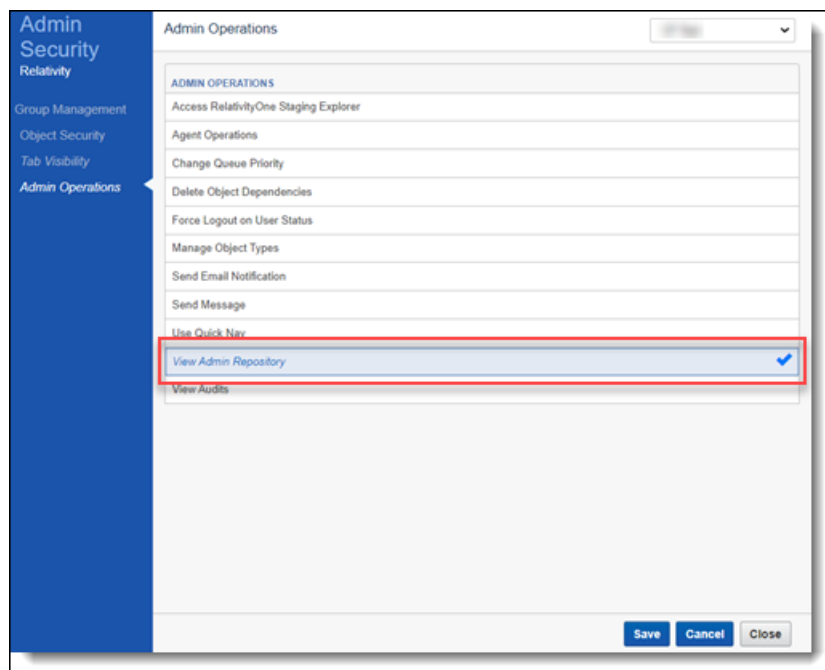 Admin
Security
Relativity
Group Management
Object Security
Tab Visibility
Admin Operations
Admin Operations
ADMIN OPERATIONS
Access RelativityOne Staging Explorer
Agent Operations
Change Queue Priority
Delete Object Dependencies
Force Logout on User Status
Manage Object Types
Send Email Notification
Send Message
Use Quick Nav
View Admin Repository
View Audits
Save Cancel Close